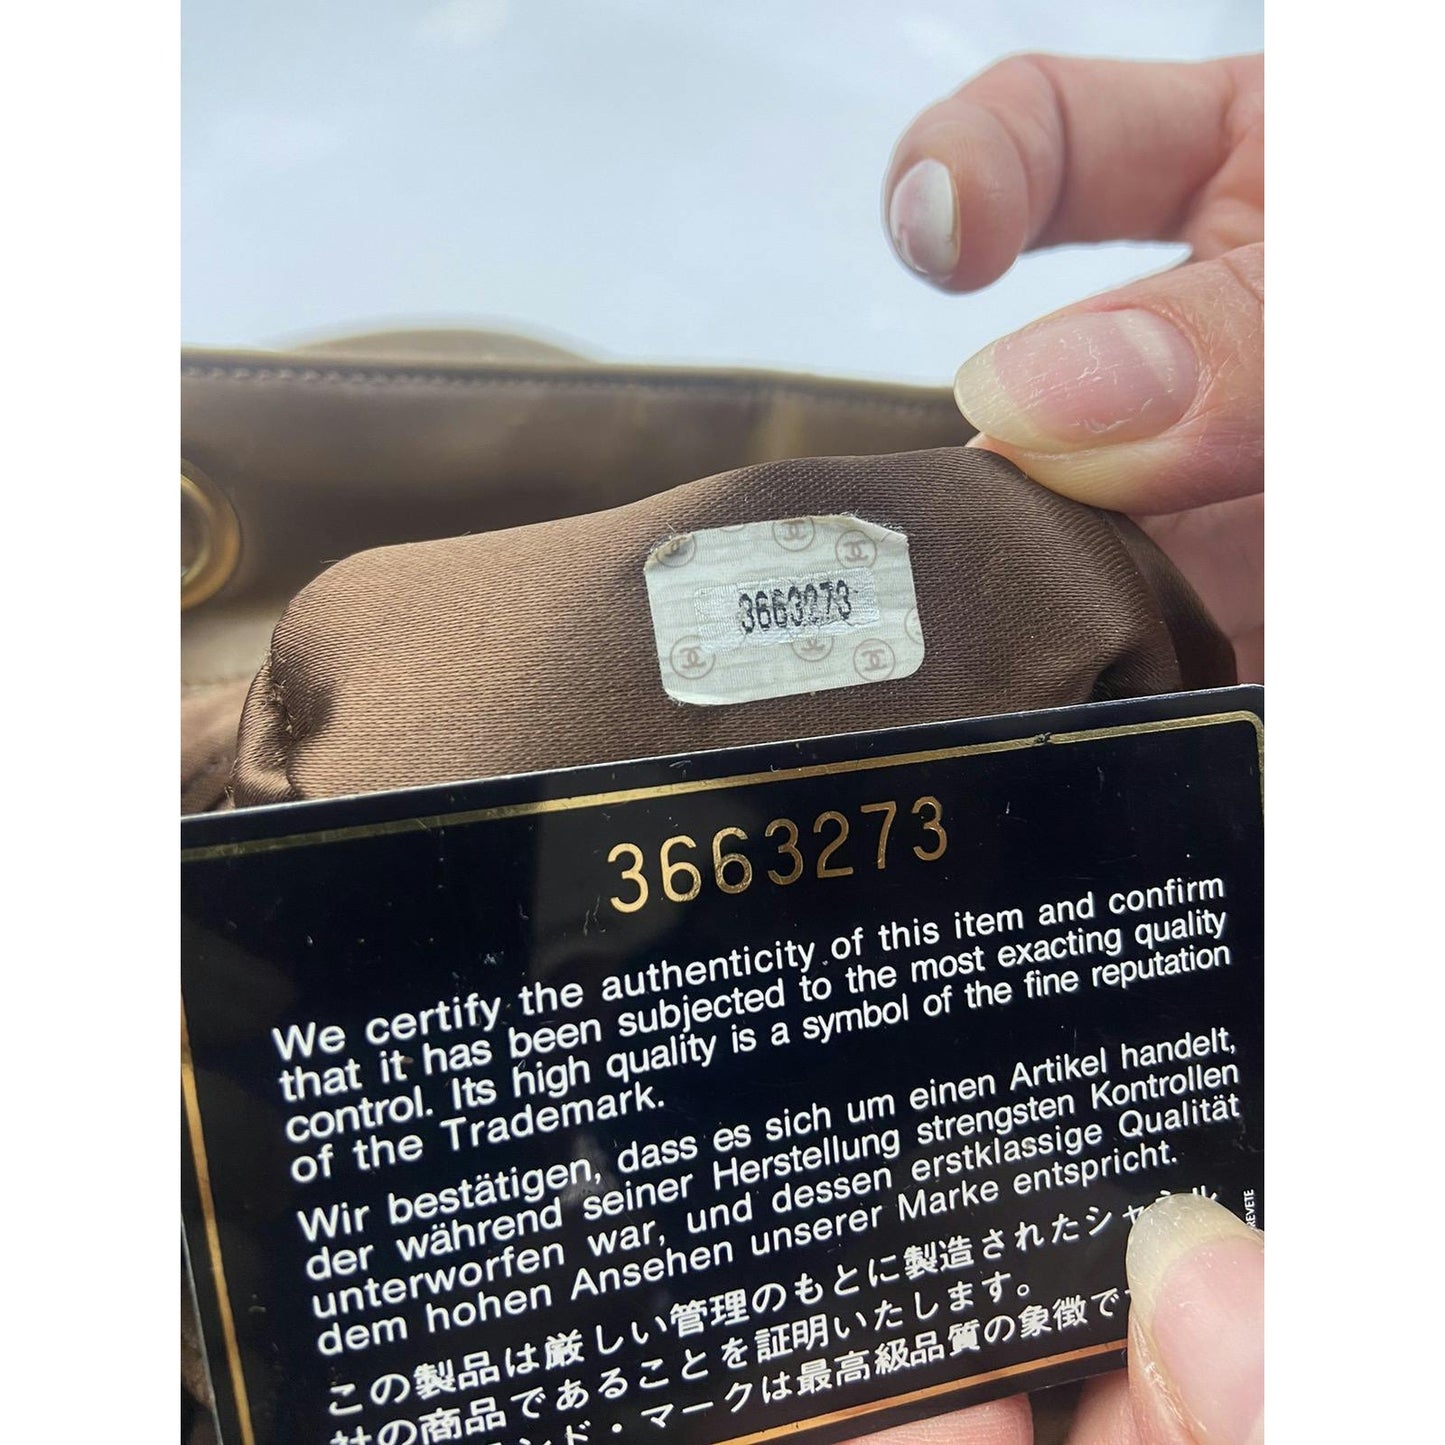 3663273
3663273
We certify the authenticity of this item and confirm
that it has been subjected to the most exacting quality
control. Its high quality is a symbol of the fine reputation
of the Trademark.
Wir bestätigen, dass es sich um einen Artikel handelt,
der während seiner Herstellung strengsten Kontrollen
unterworfen war, und dessen erstklassige Qualität
dem hohen Ansehen unserer Marke entspricht.
この製品は厳しい管理のもとに製造されたシャネル
社の商品であることを証明いたします。
ンド・マークは最高級品質の象徴で